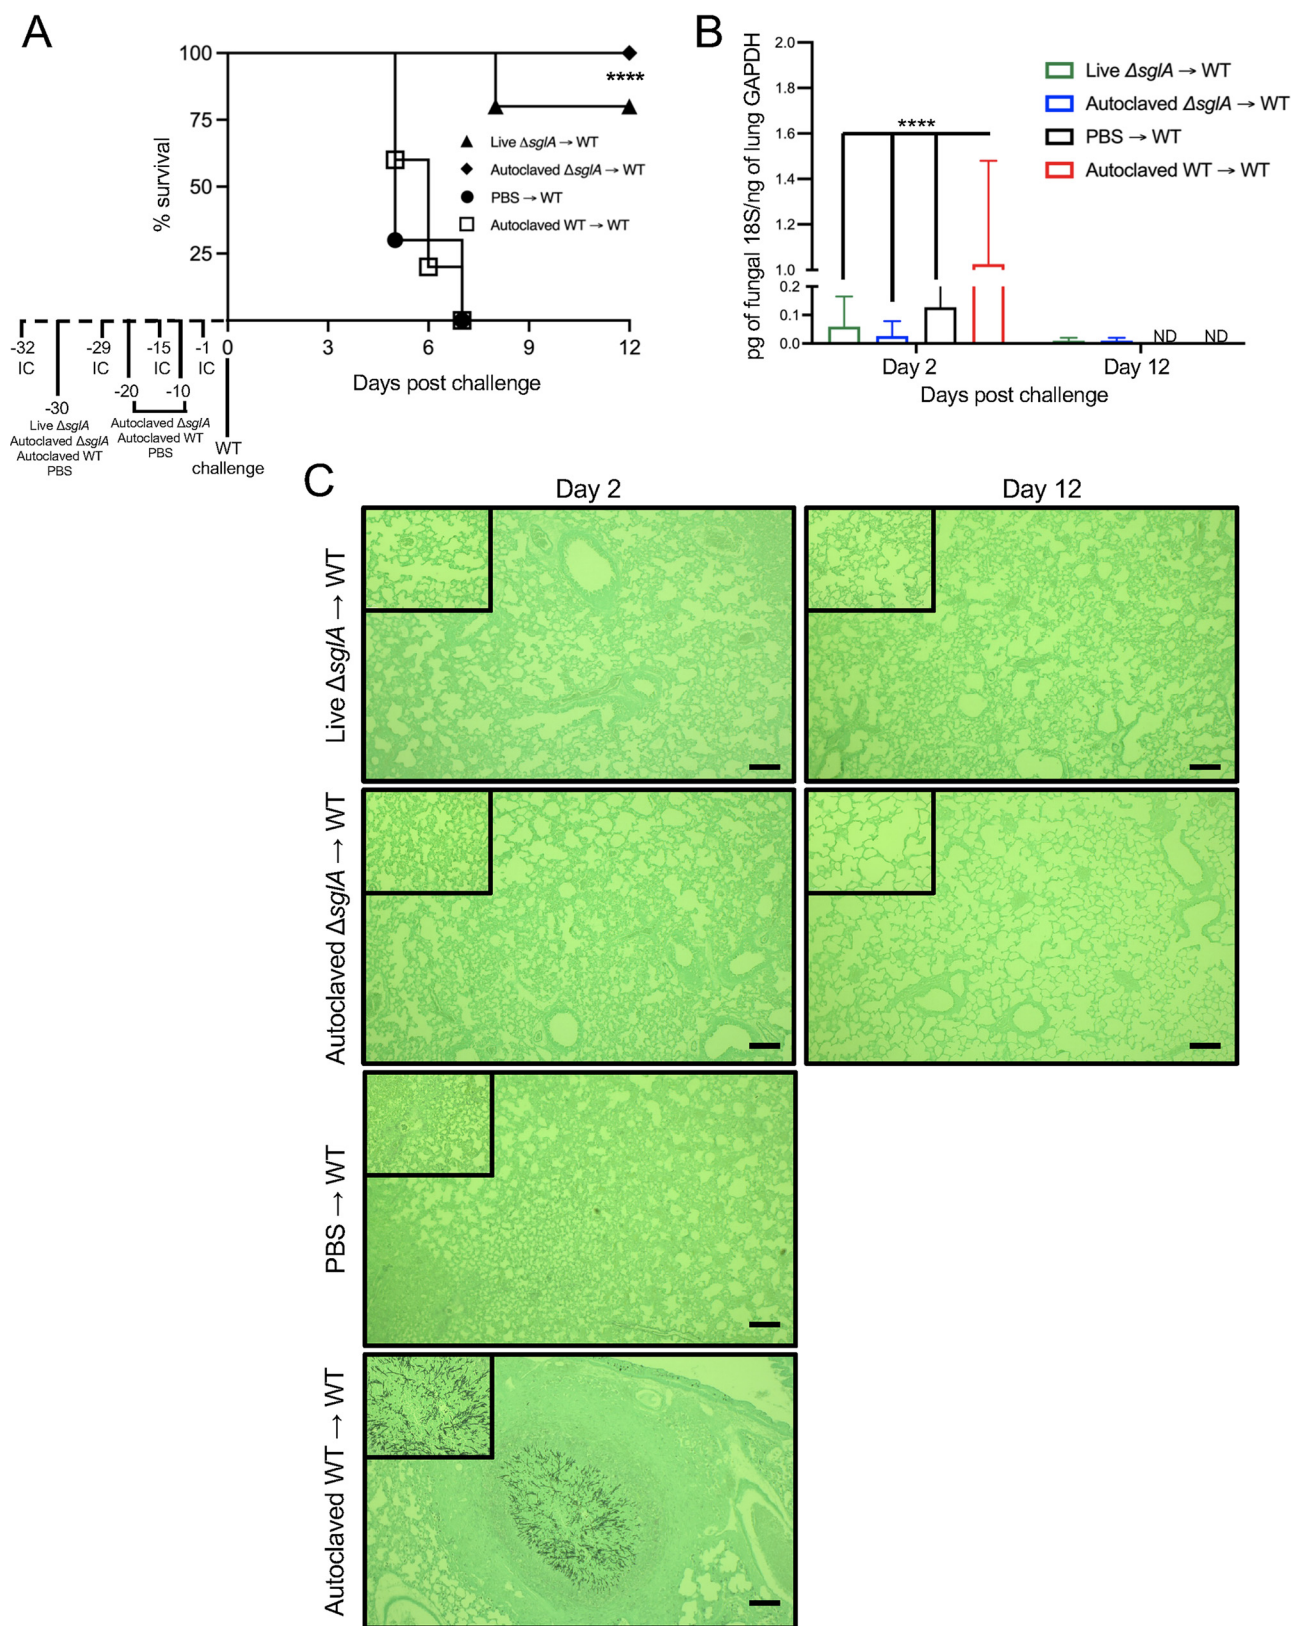 A
% survival
100
75
50
25
****
Live ΔsglA → WT
Autoclaved ΔsglA → WT
PBS → WT
Autoclaved WT → WT
0
3
6
9
12
Days post challenge
-32
IC
-29
IC
-15
IC
-1
IC
-30
Live ΔsglA
Autoclaved ΔsglA
Autoclaved WT
PBS
-20
-10
Autoclaved ΔsglA
Autoclaved WT
PBS
WT
challenge
B
pg of fungal 18S/ng of lung GAPDH
2.0
1.8
1.6
1.4
1.2
1.0
0.2
0.1
0.0
****
Live ΔsglA → WT
Autoclaved ΔsglA → WT
PBS → WT
Autoclaved WT → WT
ND
ND
Day 2
Day 12
Days post challenge
C
Day 2
Day 12
Live ΔsglA → WT
Autoclaved ΔsglA → WT
PBS → WT
Autoclaved WT → WT